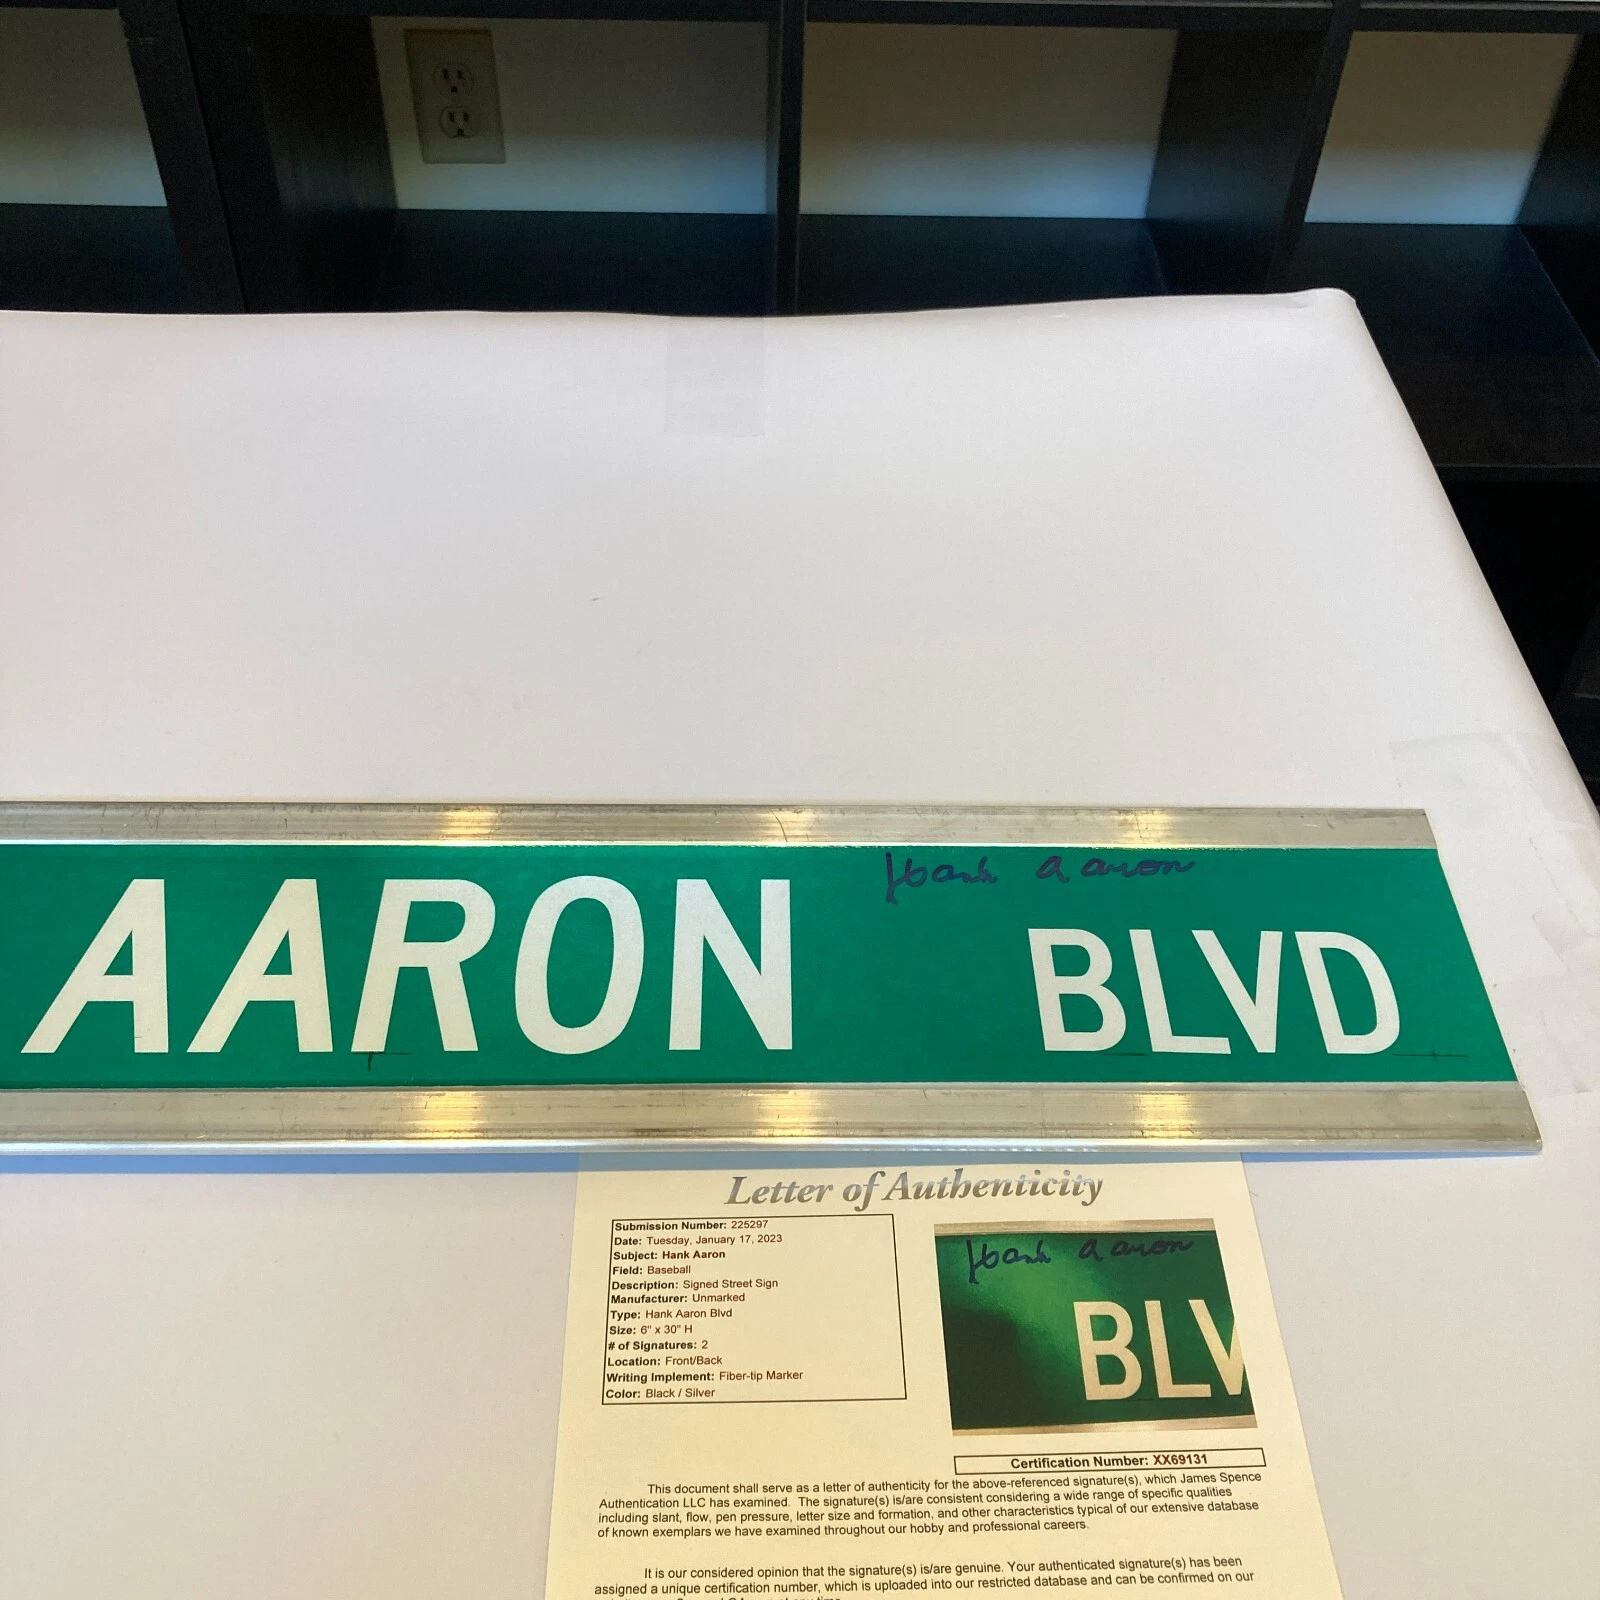 Hank Aaron
AARON BLVD
Letter of Authenticity
Submission Number: 225297
Date: Tuesday, January 17, 2023
Subject: Hank Aaron
Field: Baseball
Description: Signed Street Sign
Manufacturer: Unmarked
Type: Hank Aaron Blvd
Size: 6" x 30" H
# of Signatures: 2
Location: Front/Back
Writing Implement: Fiber-tip Marker
Color: Black / Silver
Hank Aaron
BLV
Certification Number: XX69131
This document shall serve as a letter of authenticity for the above-referenced signature(s), which James Spence
Authentication LLC has examined. The signature(s) is/are consistent considering a wide range of specific qualities
including slant, flow, pen pressure, letter size and formation, and other characteristics typical of our extensive database
of known exemplars we have examined throughout our hobby and professional careers.
It is our considered opinion that the signature(s) is/are genuine. Your authenticated signature(s) has been
assigned a unique certification number, which is uploaded into our restricted database and can be confirmed on our